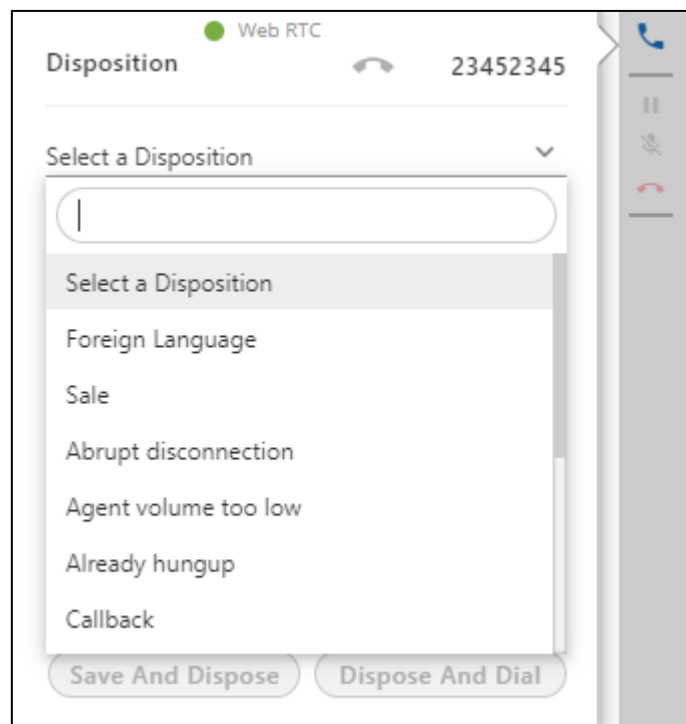 Web RTC
Disposition 23452345
Select a Disposition
Select a Disposition
Foreign Language
Sale
Abrupt disconnection
Agent volume too low
Already hungup
Callback
Save And Dispose Dispose And Dial